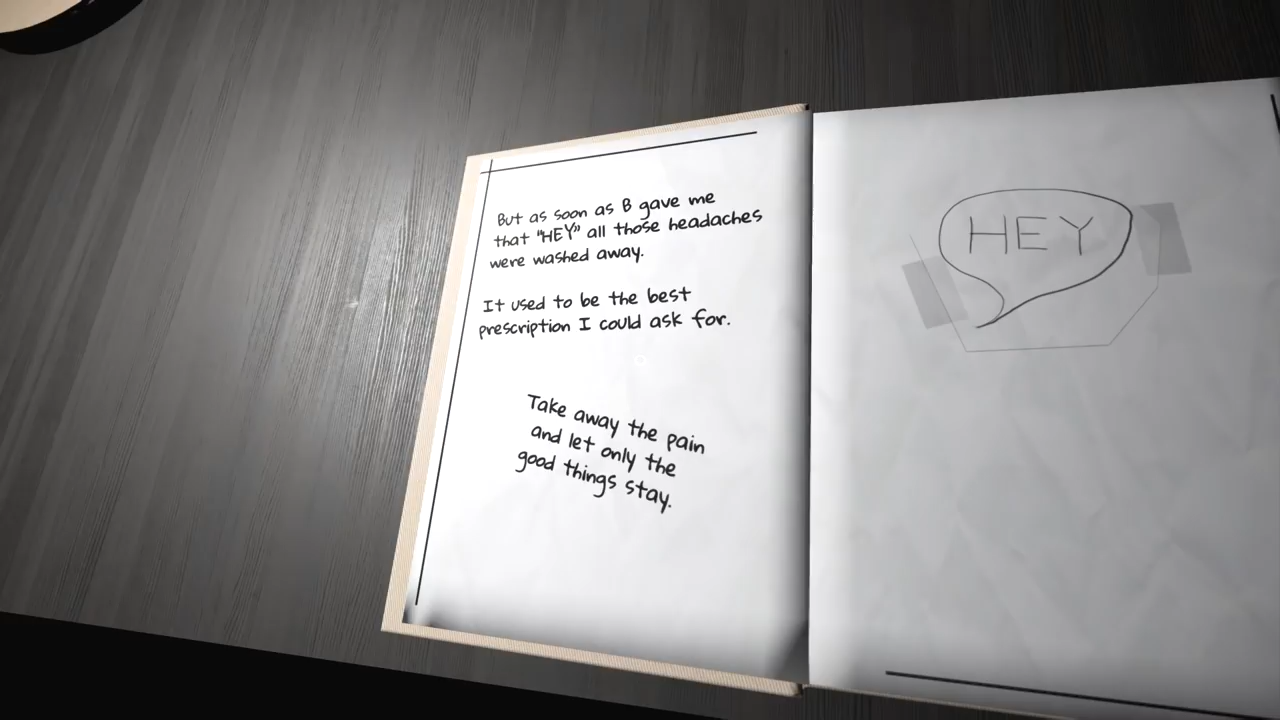 But as soon as B gave me
that "HEY" all those headaches
were washed away.
It used to be the best
prescription I could ask for.
Take away the pain
and let only the
good things stay.
HEY